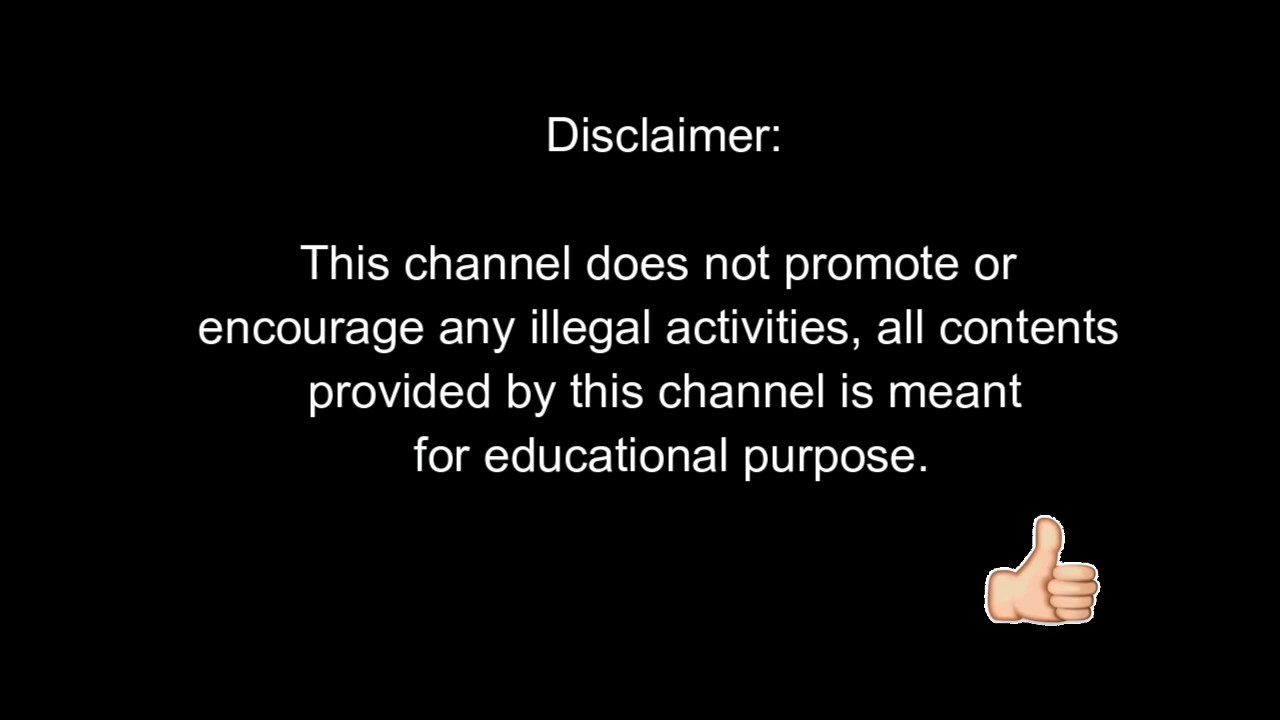 Disclaimer:
This channel does not promote or
encourage any illegal activities, all contents
provided by this channel is meant
for educational purpose.